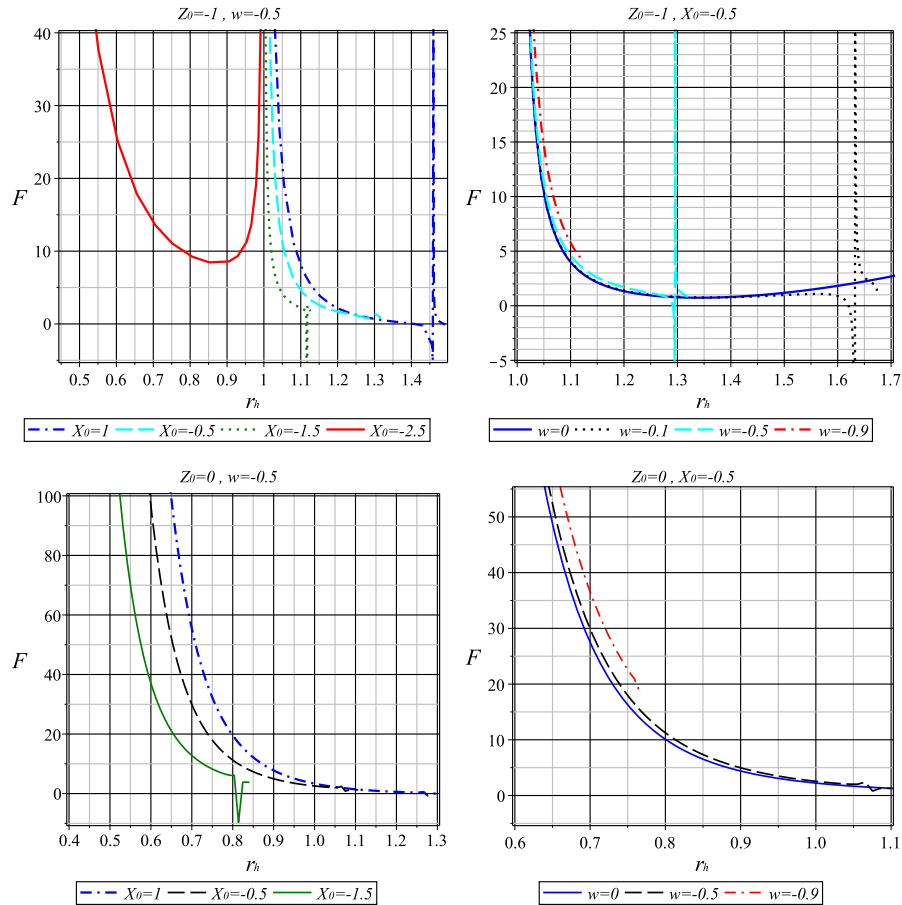 Z₀=-1 , w=-0.5
F
40
30
20
10
0
0.5 0.6 0.7 0.8 0.9 1 1.1 1.2 1.3 1.4
rₕ
X₀=1 X₀=-0.5 X₀=-1.5 X₀=-2.5
Z₀=-1 , X₀=-0.5
F
25
20
15
10
5
0
-5
1.0 1.1 1.2 1.3 1.4 1.5 1.6 1.7
rₕ
w=0 w=-0.1 w=-0.5 w=-0.9
Z₀=0 , w=-0.5
F
100
80
60
40
20
0
0.4 0.5 0.6 0.7 0.8 0.9 1.0 1.1 1.2 1.3
rₕ
X₀=1 X₀=-0.5 X₀=-1.5
Z₀=0 , X₀=-0.5
F
50
40
30
20
10
0
0.6 0.7 0.8 0.9 1.0 1.1
rₕ
w=0 w=-0.5 w=-0.9